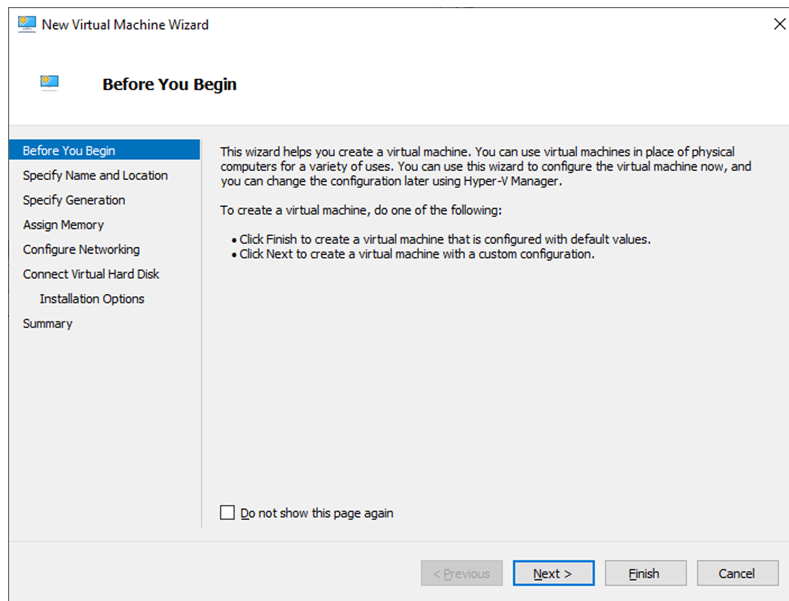 New Virtual Machine Wizard
Before You Begin
Before You Begin
Specify Name and Location
Specify Generation
Assign Memory
Configure Networking
Connect Virtual Hard Disk
Installation Options
Summary
This wizard helps you create a virtual machine. You can use virtual machines in place of physical
computers for a variety of uses. You can use this wizard to configure the virtual machine now, and
you can change the configuration later using Hyper-V Manager.
To create a virtual machine, do one of the following:
• Click Finish to create a virtual machine that is configured with default values.
• Click Next to create a virtual machine with a custom configuration.
Do not show this page again
< Previous
Next >
Finish
Cancel